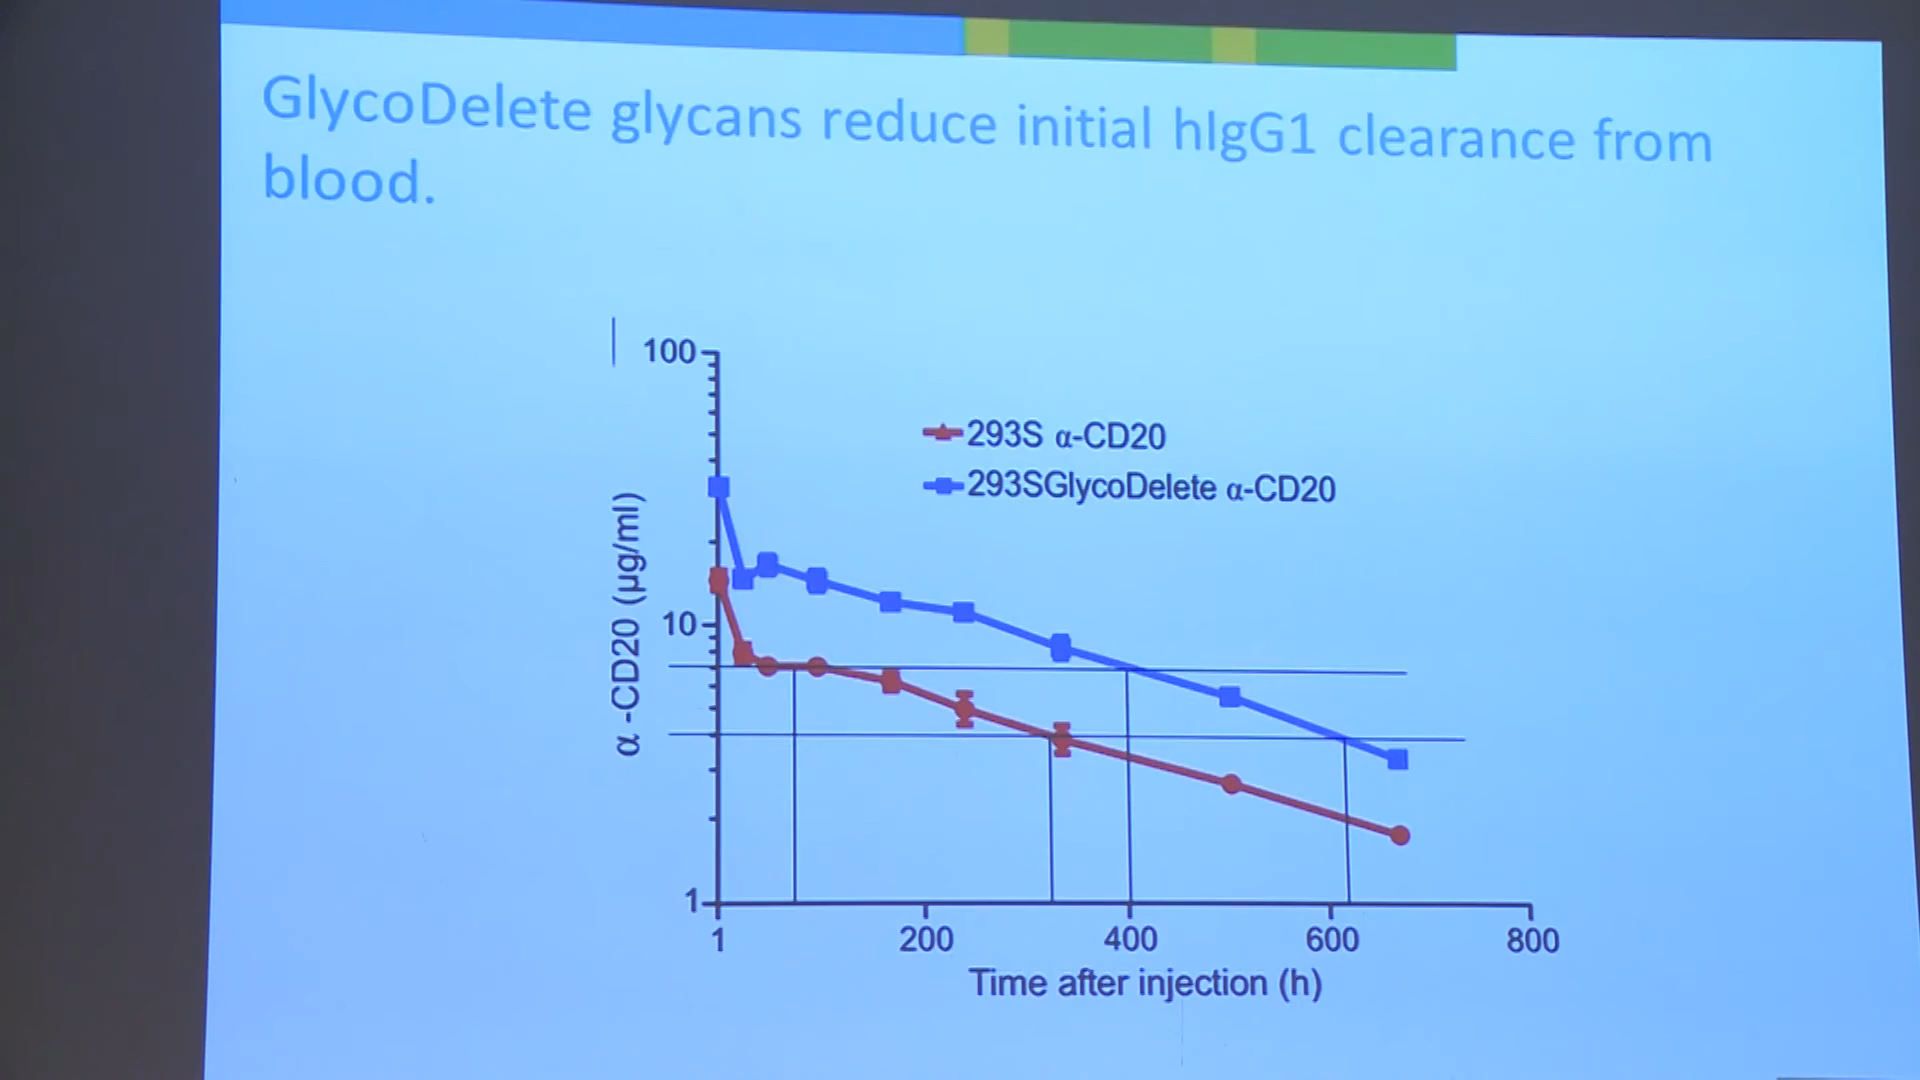 GlycoDelete glycans reduce initial hIgG1 clearance from
blood.
100
293S α-CD20
293SGlycoDelete α-CD20
α -CD20 (µg/ml)
10
1
1 200 400 600 800
Time after injection (h)